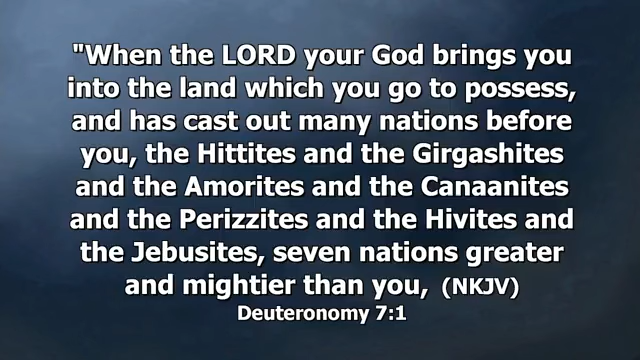 "When the LORD your God brings you
into the land which you go to possess,
and has cast out many nations before
you, the Hittites and the Girgashites
and the Amorites and the Canaanites
and the Perizzites and the Hivites and
the Jebusites, seven nations greater
and mightier than you, (NKJV)
Deuteronomy 7:1